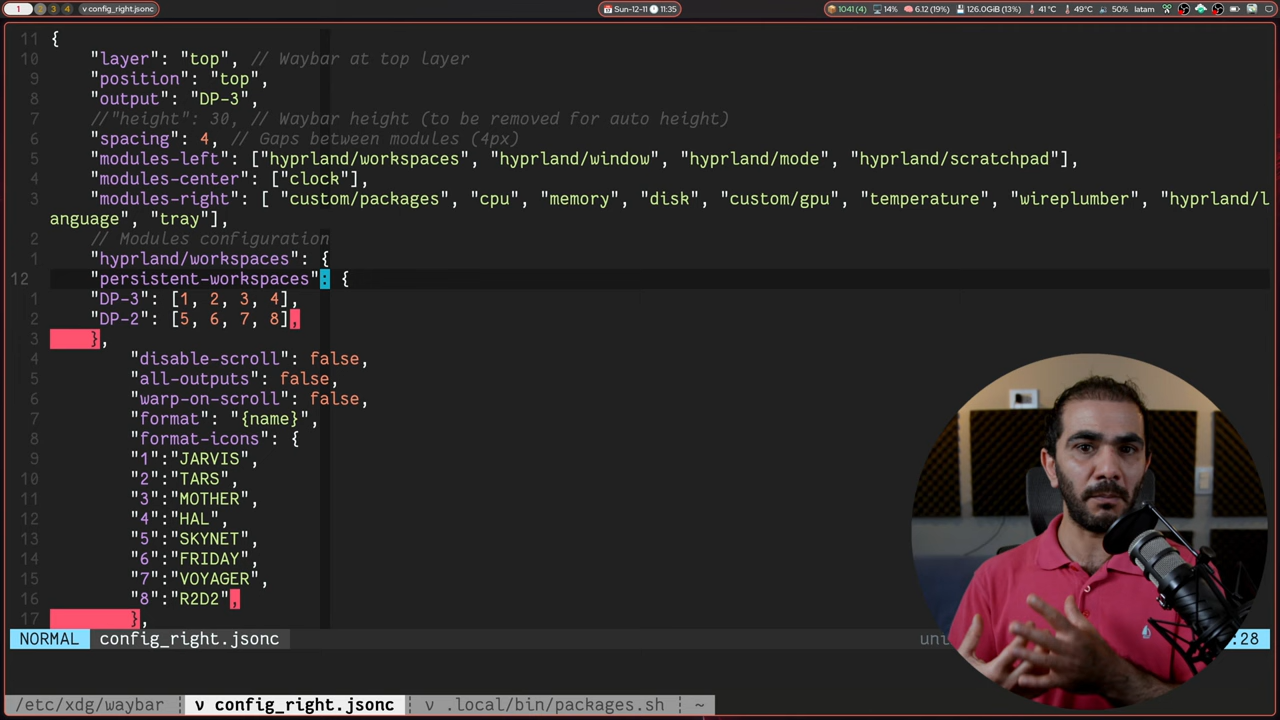 1 2 3 4 ν config_right.jsonc Sun-12-11 11:35 1041 (4) 14% 6.12 (19%) 126.0GiB (13%) 41°C 49°C 50% latam
11 {
10 "layer": "top", // Waybar at top layer
9 "position": "top",
8 "output": "DP-3",
7 //"height": 30, // Waybar height (to be removed for auto height)
6 "spacing": 4, // Gaps between modules (4px)
5 "modules-left": ["hyprland/workspaces", "hyprland/window", "hyprland/mode", "hyprland/scratchpad"],
4 "modules-center": ["clock"],
3 "modules-right": [ "custom/packages", "cpu", "memory", "disk", "custom/gpu", "temperature", "wireplumber", "hyprland/l
anguage", "tray"],
2 // Modules configuration
1 "hyprland/workspaces": {
12 "persistent-workspaces": {
1 "DP-3": [1, 2, 3, 4],
2 "DP-2": [5, 6, 7, 8],
3 },
4 "disable-scroll": false,
5 "all-outputs": false,
6 "warp-on-scroll": false,
7 "format": "{name}",
8 "format-icons": {
9 "1":"JARVIS",
10 "2":"TARS",
11 "3":"MOTHER",
12 "4":"HAL",
13 "5":"SKYNET",
14 "6":"FRIDAY",
15 "7":"VOYAGER",
16 "8":"R2D2",
17 },
NORMAL config_right.jsonc uni :28
/etc/xdg/waybar ν config_right.jsonc ν .local/bin/packages.sh ~